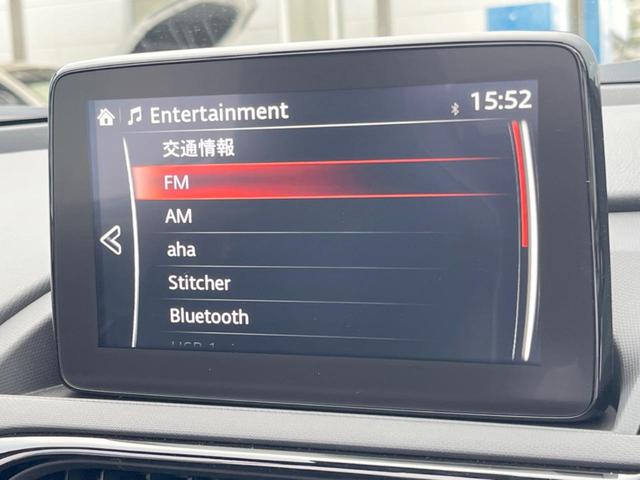 Entertainment 15:52
交通情報
FM
AM
aha
Stitcher
Bluetooth